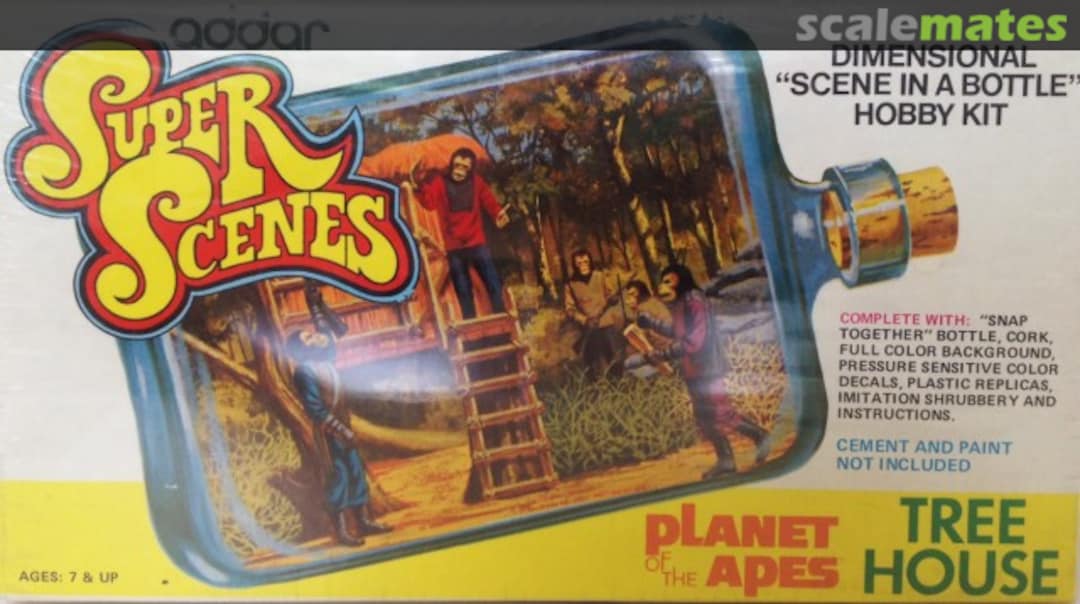 addar
scalemates
SUPER
SCENES
DIMENSIONAL
“SCENE IN A BOTTLE”
HOBBY KIT
COMPLETE WITH: “SNAP
TOGETHER” BOTTLE, CORK,
FULL COLOR BACKGROUND,
PRESSURE SENSITIVE COLOR
DECALS, PLASTIC REPLICAS,
IMITATION SHRUBBERY AND
INSTRUCTIONS.
CEMENT AND PAINT
NOT INCLUDED
PLANET
OF THE APES
TREE
HOUSE
AGES: 7 & UP